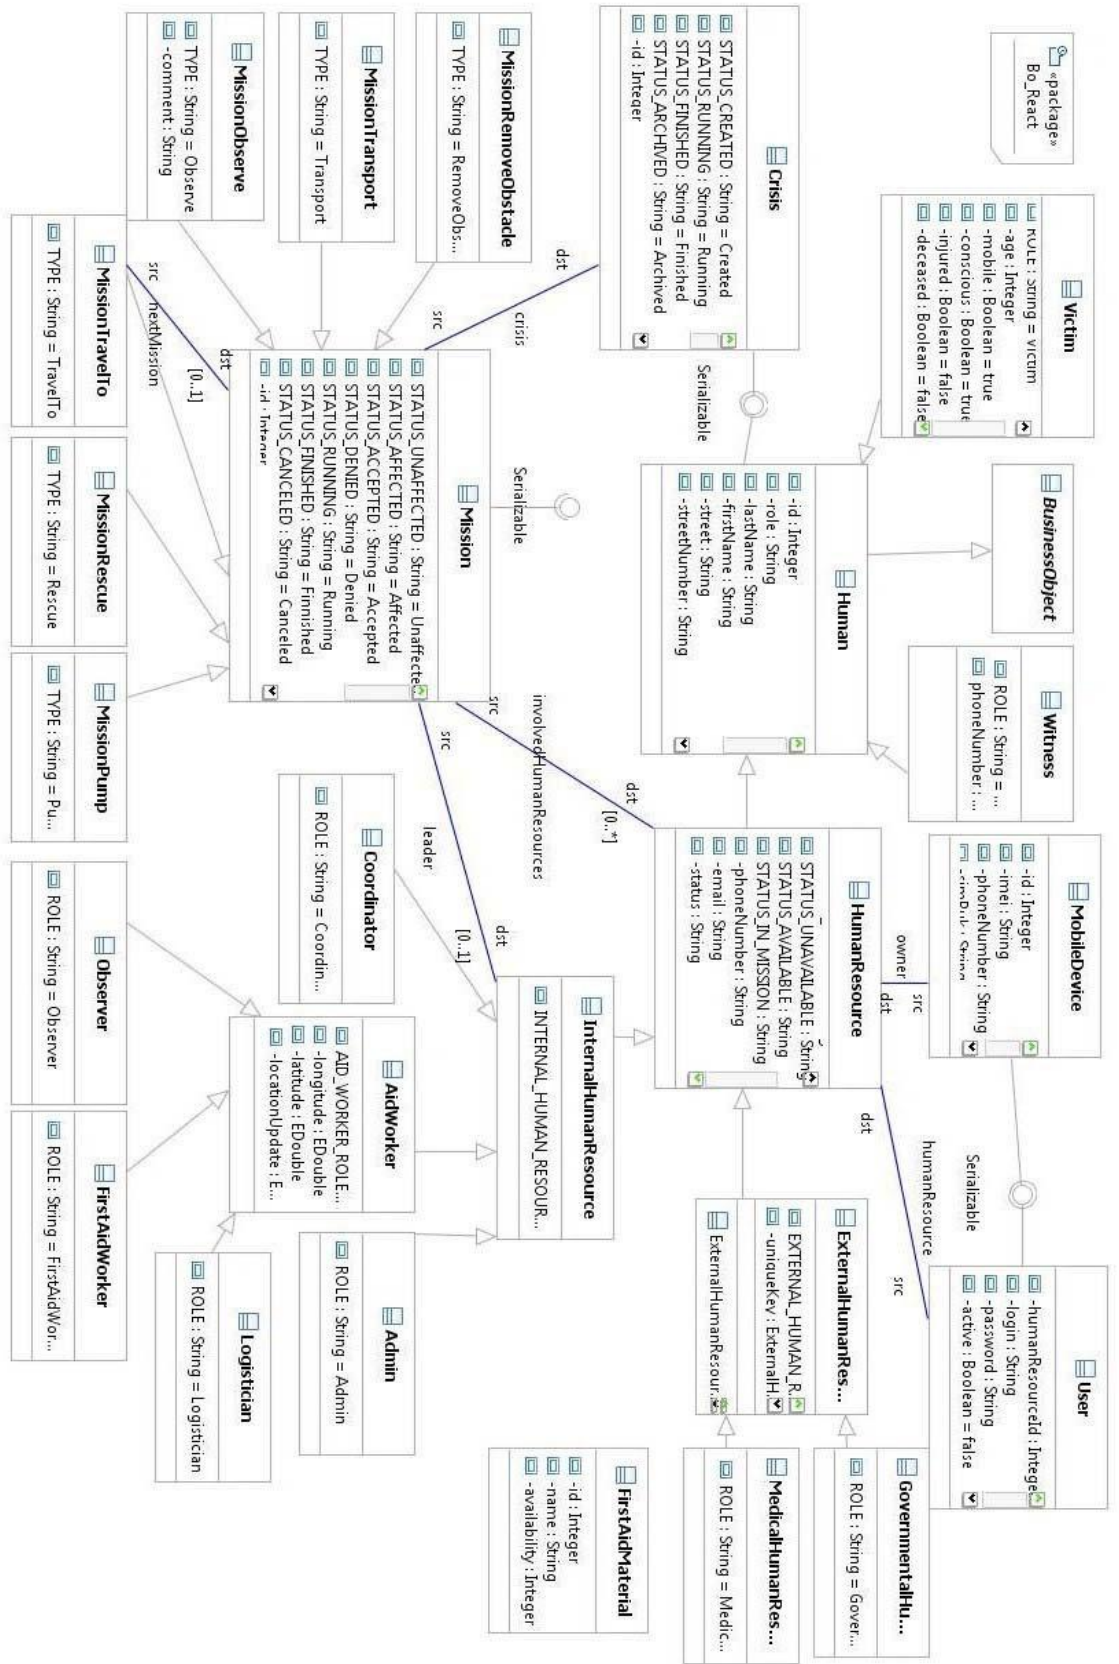 «package»
Bo_React
Victim
ROLE : String = Victim
-age : Integer
-mobile : Boolean = true
-conscious : Boolean = true
-injured : Boolean = false
-deceased : Boolean = false
BusinessObject
Witness
ROLE : String = ...
phoneNumber : ...
MobileDevice
-id : Integer
-imei : String
-phoneNumber : String
User
-humanResourceId : Intege
-login : String
-password : String
-active : Boolean = false
Serializable
owner
src
dst
humanResource
src
dst
Crisis
STATUS_CREATED : String = Created
STATUS_RUNNING : String = Running
STATUS_FINISHED : String = Finished
STATUS_ARCHIVED : String = Archived
-id : Integer
Serializable
Human
-id : Integer
-role : String
-lastName : String
-firstName : String
-street : String
-streetNumber : String
HumanResource
STATUS_UNAVAILABLE : String
STATUS_AVAILABLE : String
STATUS_IN_MISSION : String
-phoneNumber : String
-email : String
-status : String
ExternalHumanRes...
EXTERNAL_HUMAN_R...
-uniqueKey : ExternalH...
ExternalHumanResour...
GovernmentalHu...
ROLE : String = Gover...
MedicalHumanRes...
ROLE : String = Medic...
FirstAidMaterial
-id : Integer
-name : String
-availability : Integer
dst
crisis
src
Serializable
dst
[0..*]
involvedHumanResources
src
MissionRemoveObstacle
TYPE : String = RemoveObs...
MissionTransport
TYPE : String = Transport
MissionObserve
TYPE : String = Observe
-comment : String
Mission
STATUS_UNAFFECTED : String = Unaffecte...
STATUS_AFFECTED : String = Affected
STATUS_ACCEPTED : String = Accepted
STATUS_DENIED : String = Denied
STATUS_RUNNING : String = Running
STATUS_FINISHED : String = Finnished
STATUS_CANCELED : String = Canceled
-id : Integer
src
leader
dst
[0..1]
InternalHumanResource
INTERNAL_HUMAN_RESOUR...
Coordinator
ROLE : String = Coordin...
AidWorker
AID_WORKER_ROLE...
-longitude : EDouble
-latitude : EDouble
-locationUpdate : E...
Admin
ROLE : String = Admin
Logistician
ROLE : String = Logistician
src
nextMission
dst
[0..1]
MissionTravelTo
TYPE : String = TravelTo
MissionRescue
TYPE : String = Rescue
MissionPump
TYPE : String = Pu...
Observer
ROLE : String = Observer
FirstAidWorker
ROLE : String = FirstAidWor...